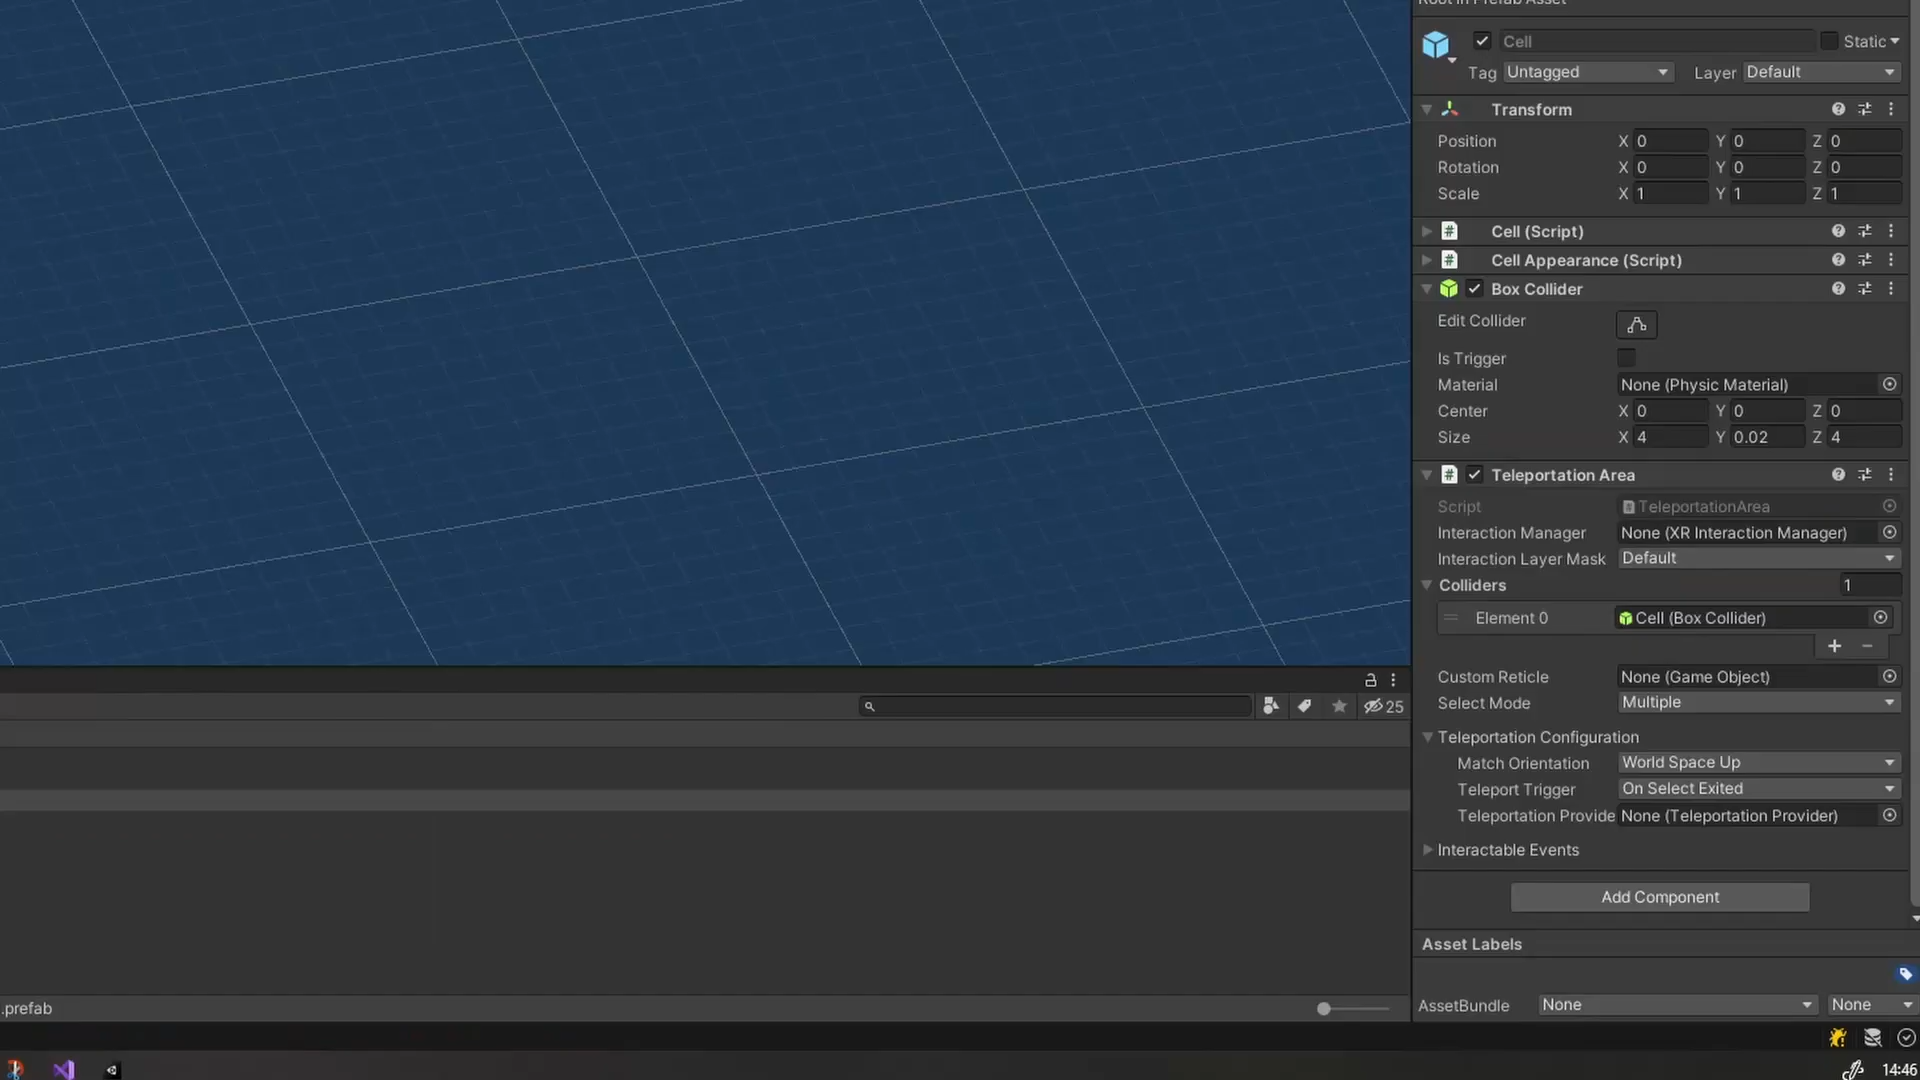 Root in Prefab Asset
Cell
Static
Tag Untagged Layer Default
Transform
Position X 0 Y 0 Z 0
Rotation X 0 Y 0 Z 0
Scale X 1 Y 1 Z 1
Cell (Script)
Cell Appearance (Script)
Box Collider
Edit Collider
Is Trigger
Material None (Physic Material)
Center X 0 Y 0 Z 0
Size X 4 Y 0.02 Z 4
Teleportation Area
Script TeleportationArea
Interaction Manager None (XR Interaction Manager)
Interaction Layer Mask Default
Colliders 1
Element 0 Cell (Box Collider)
Custom Reticle None (Game Object)
Select Mode Multiple
Teleportation Configuration
Match Orientation World Space Up
Teleport Trigger On Select Exited
Teleportation Provide None (Teleportation Provider)
Interactable Events
Add Component
Asset Labels
AssetBundle None None
25
.prefab
14:46